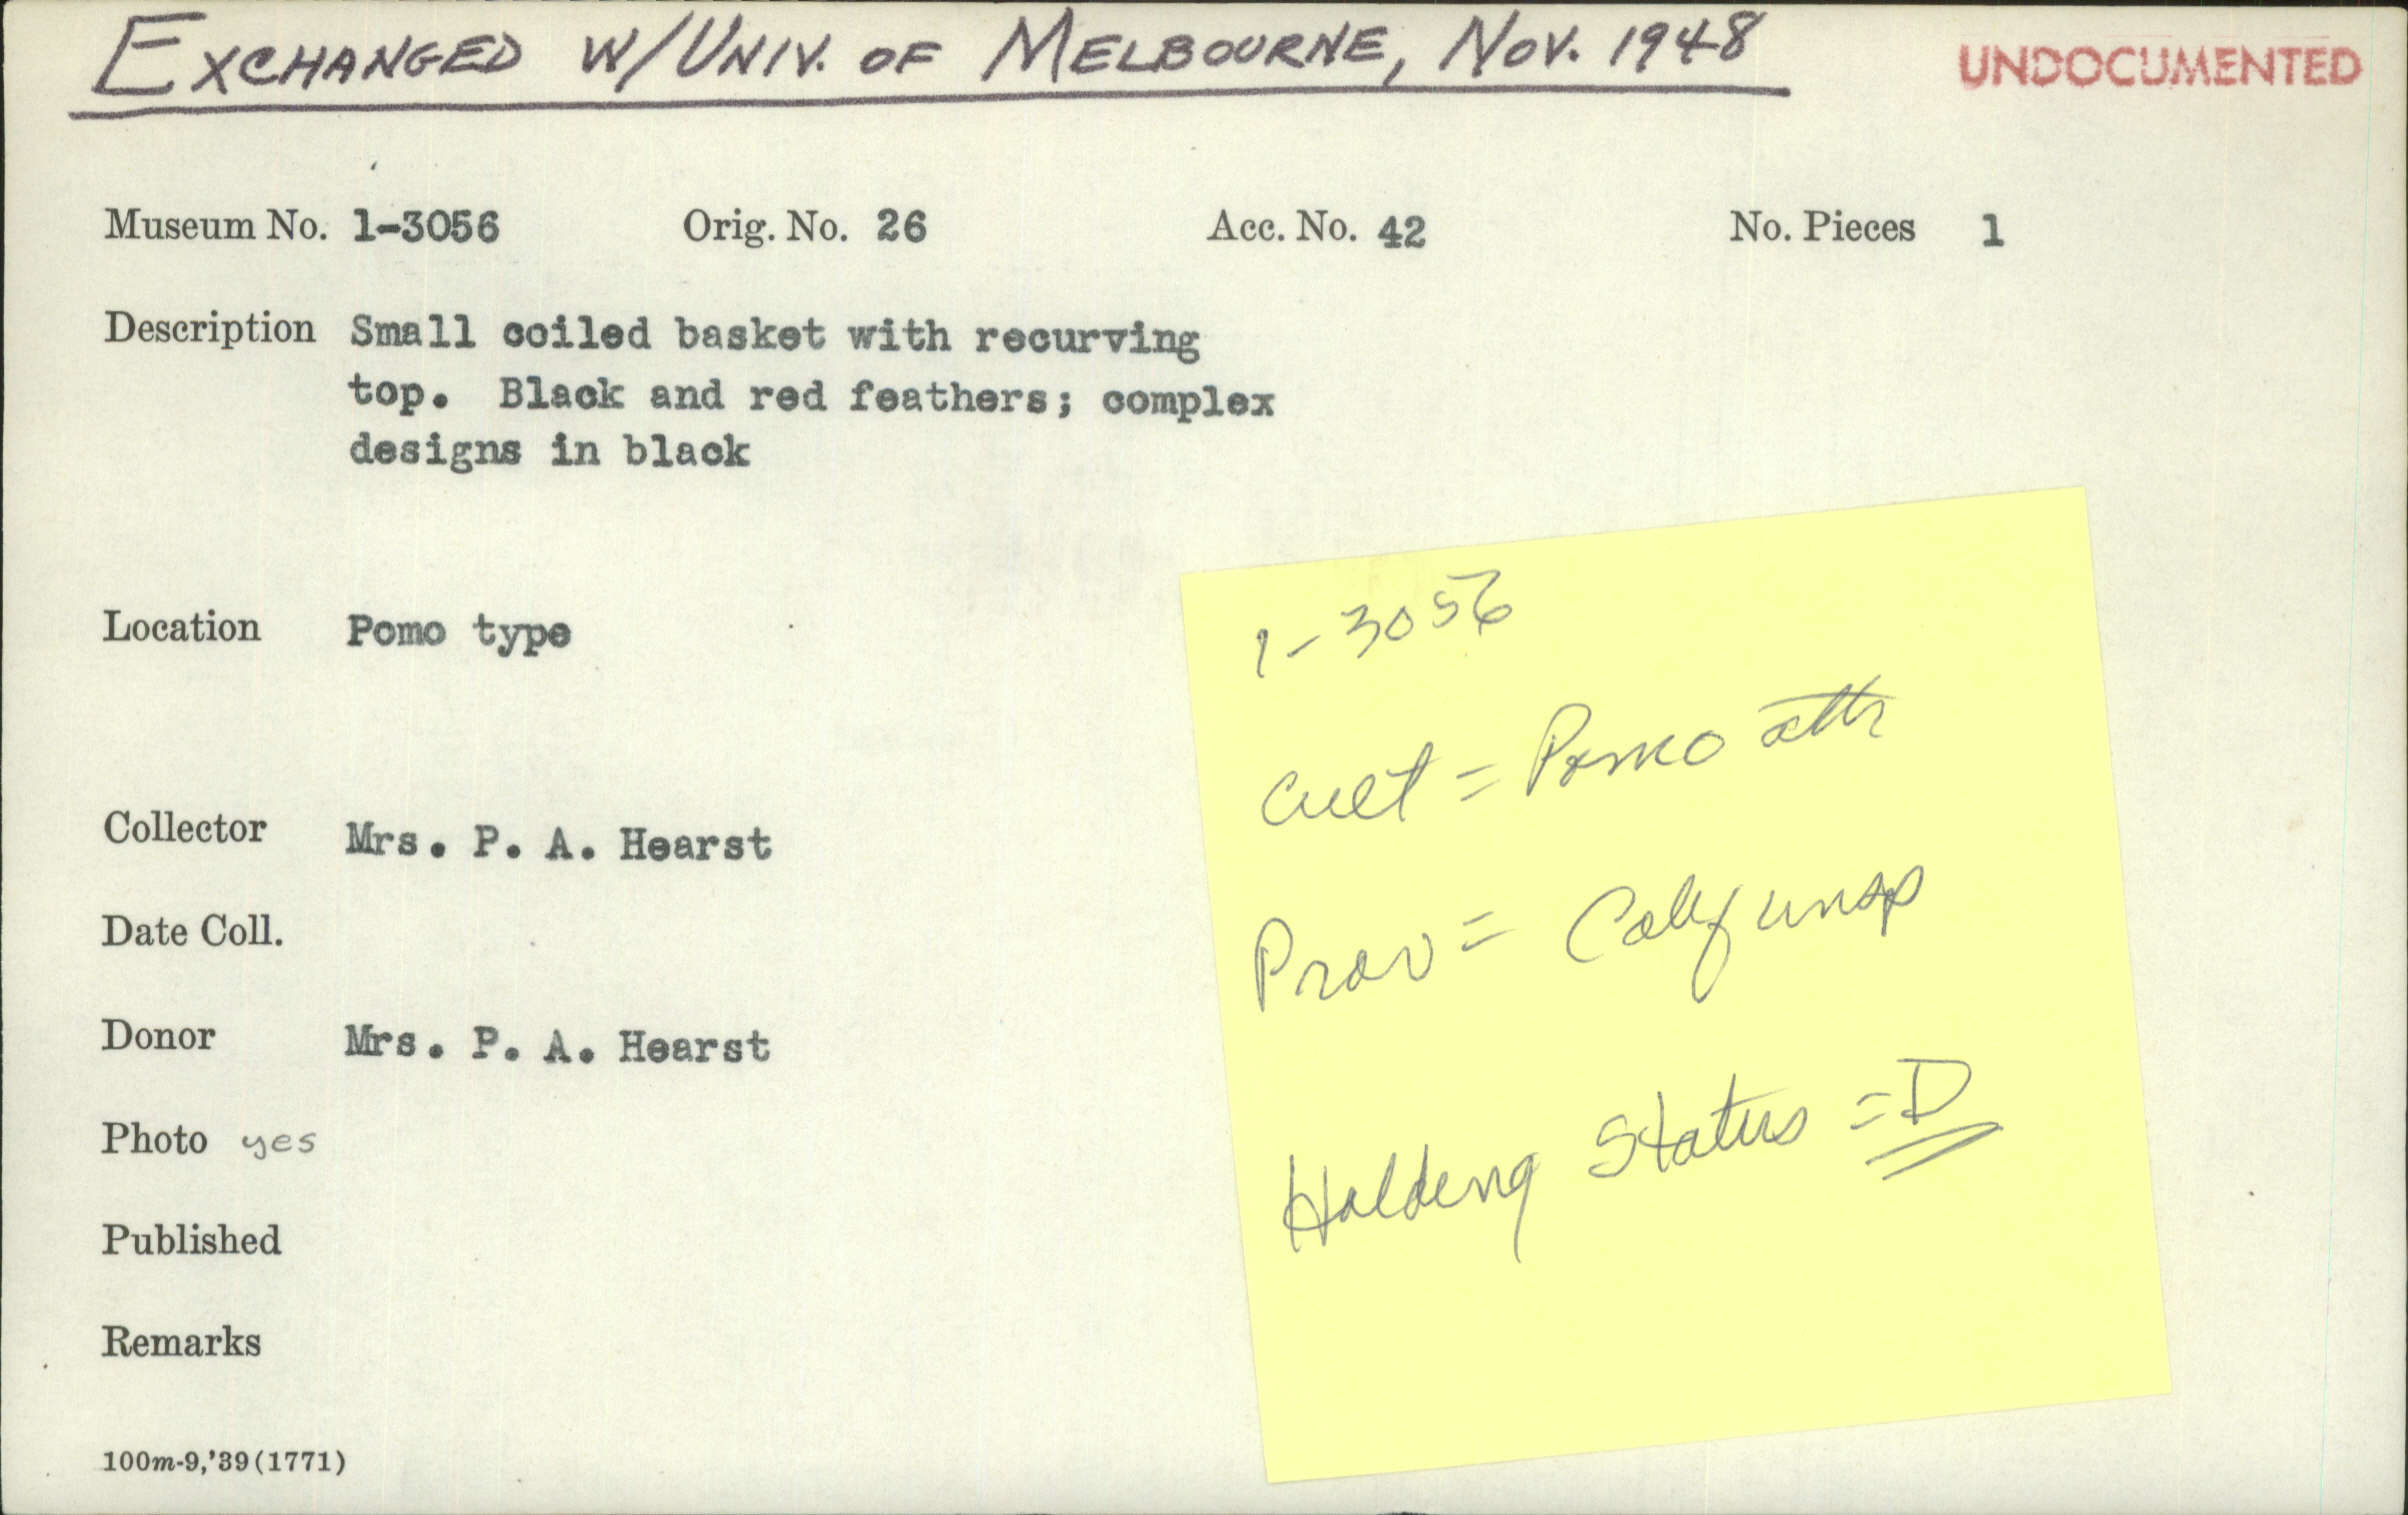 EXCHANGED W/UNIV. OF MELBOURNE, NOV. 1948
UNDOCUMENTED
Museum No. 1-3056 Orig. No. 26 Acc. No. 42 No. Pieces 1
Description Small coiled basket with recurving
top. Black and red feathers; complex
designs in black
Location Pomo type
Collector Mrs. P. A. Hearst
Date Coll.
Donor Mrs. P. A. Hearst
Photo yes
Published
Remarks
100m-9,'39(1771)
1-3056
Cult = Pomo attr
Prov = Calif unsp
Holding Status = D